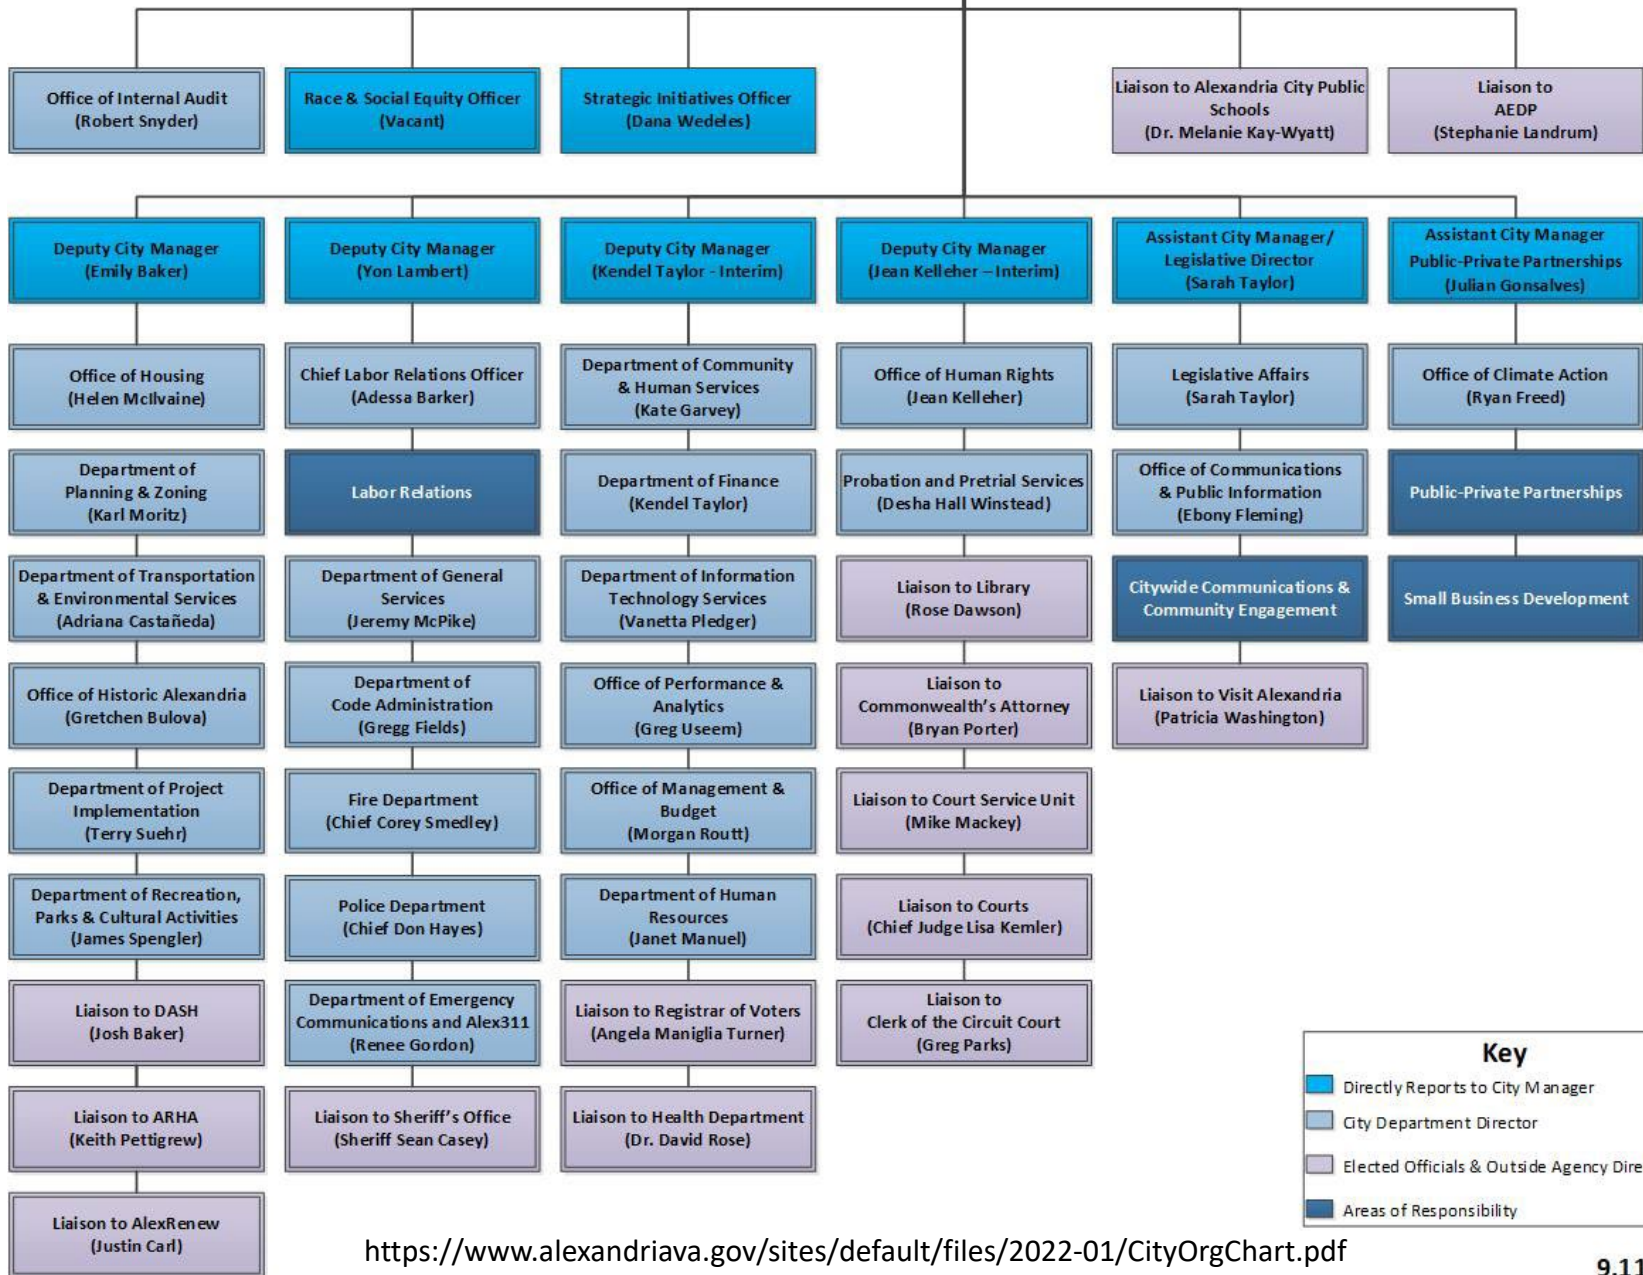 Office of Internal Audit
(Robert Snyder)
Race & Social Equity Officer
(Vacant)
Strategic Initiatives Officer
(Dana Wedeles)
Liaison to Alexandria City Public
Schools
(Dr. Melanie Kay-Wyatt)
Liaison to
AEDP
(Stephanie Landrum)
Deputy City Manager
(Emily Baker)
Deputy City Manager
(Yon Lambert)
Deputy City Manager
(Kendel Taylor - Interim)
Deputy City Manager
(Jean Kelleher – Interim)
Assistant City Manager/
Legislative Director
(Sarah Taylor)
Assistant City Manager
Public-Private Partnerships
(Julian Gonsalves)
Office of Housing
(Helen McIlvaine)
Chief Labor Relations Officer
(Adessa Barker)
Department of Community
& Human Services
(Kate Garvey)
Office of Human Rights
(Jean Kelleher)
Legislative Affairs
(Sarah Taylor)
Office of Climate Action
(Ryan Freed)
Department of
Planning & Zoning
(Karl Moritz)
Labor Relations
Department of Finance
(Kendel Taylor)
Probation and Pretrial Services
(Desha Hall Winstead)
Office of Communications
& Public Information
(Ebony Fleming)
Public-Private Partnerships
Department of Transportation
& Environmental Services
(Adriana Castañeda)
Department of General
Services
(Jeremy McPike)
Department of Information
Technology Services
(Vanetta Pledger)
Liaison to Library
(Rose Dawson)
Citywide Communications &
Community Engagement
Small Business Development
Office of Historic Alexandria
(Gretchen Bulova)
Department of
Code Administration
(Gregg Fields)
Office of Performance &
Analytics
(Greg Useem)
Liaison to
Commonwealth's Attorney
(Bryan Porter)
Liaison to Visit Alexandria
(Patricia Washington)
Department of Project
Implementation
(Terry Suehr)
Fire Department
(Chief Corey Smedley)
Office of Management &
Budget
(Morgan Routt)
Liaison to Court Service Unit
(Mike Mackey)
Department of Recreation,
Parks & Cultural Activities
(James Spengler)
Police Department
(Chief Don Hayes)
Department of Human
Resources
(Janet Manuel)
Liaison to Courts
(Chief Judge Lisa Kemler)
Liaison to DASH
(Josh Baker)
Department of Emergency
Communications and Alex311
(Renee Gordon)
Liaison to Registrar of Voters
(Angela Maniglia Turner)
Liaison to
Clerk of the Circuit Court
(Greg Parks)
Liaison to ARHA
(Keith Pettigrew)
Liaison to Sheriff's Office
(Sheriff Sean Casey)
Liaison to Health Department
(Dr. David Rose)
Liaison to AlexRenew
(Justin Carl)
Key
Directly Reports to City Manager
City Department Director
Elected Officials & Outside Agency Dire
Areas of Responsibility
https://www.alexandriava.gov/sites/default/files/2022-01/CityOrgChart.pdf
9.11